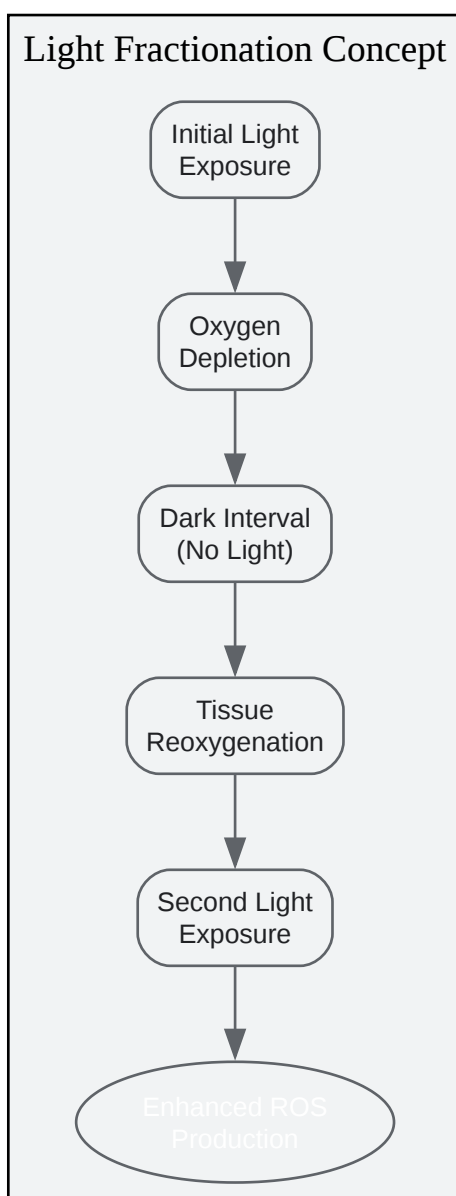 Light Fractionation Concept
Initial Light
Exposure
Oxygen
Depletion
Dark Interval
(No Light)
Tissue
Reoxygenation
Second Light
Exposure
Enhanced ROS
Production